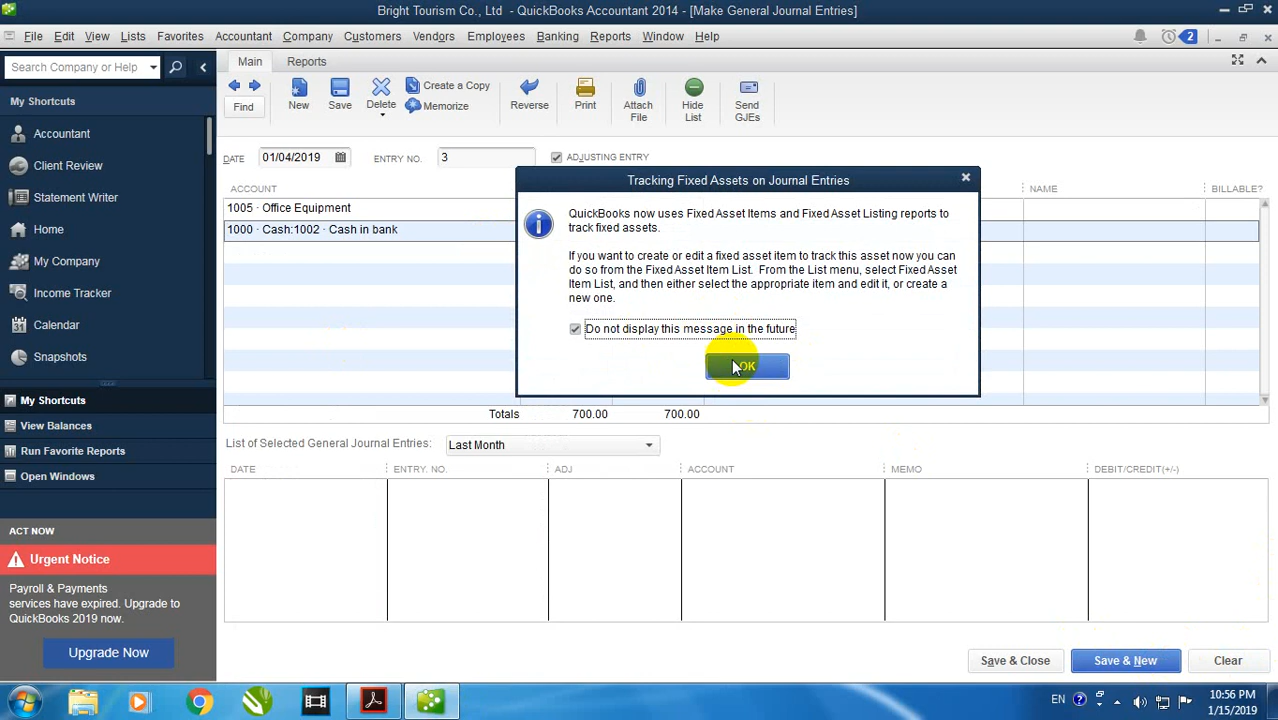 Bright Tourism Co., Ltd - QuickBooks Accountant 2014 - [Make General Journal Entries]
File Edit View Lists Favorites Accountant Company Customers Vendors Employees Banking Reports Window Help 2
Search Company or Help
Main Reports
My Shortcuts
Accountant
Client Review
Statement Writer
Home
My Company
Income Tracker
Calendar
Snapshots
My Shortcuts
View Balances
Run Favorite Reports
Open Windows
ACT NOW
Urgent Notice
Payroll & Payments
services have expired. Upgrade to
QuickBooks 2019 now.
Upgrade Now
Find
New
Save
Delete
Create a Copy
Memorize
Reverse
Print
Attach
File
Hide
List
Send
GJEs
DATE 01/04/2019 ENTRY NO. 3 ADJUSTING ENTRY
ACCOUNT NAME BILLABLE?
1005 · Office Equipment
1000 · Cash:1002 · Cash in bank
Tracking Fixed Assets on Journal Entries
QuickBooks now uses Fixed Asset Items and Fixed Asset Listing reports to
track fixed assets.
If you want to create or edit a fixed asset item to track this asset now you can
do so from the Fixed Asset Item List. From the List menu, select Fixed Asset
Item List, and then either select the appropriate item and edit it, or create a
new one.
Do not display this message in the future
OK
Totals 700.00 700.00
List of Selected General Journal Entries: Last Month
DATE ENTRY. NO. ADJ ACCOUNT MEMO DEBIT/CREDIT(+/-)
Save & Close Save & New Clear
EN
10:56 PM
1/15/2019